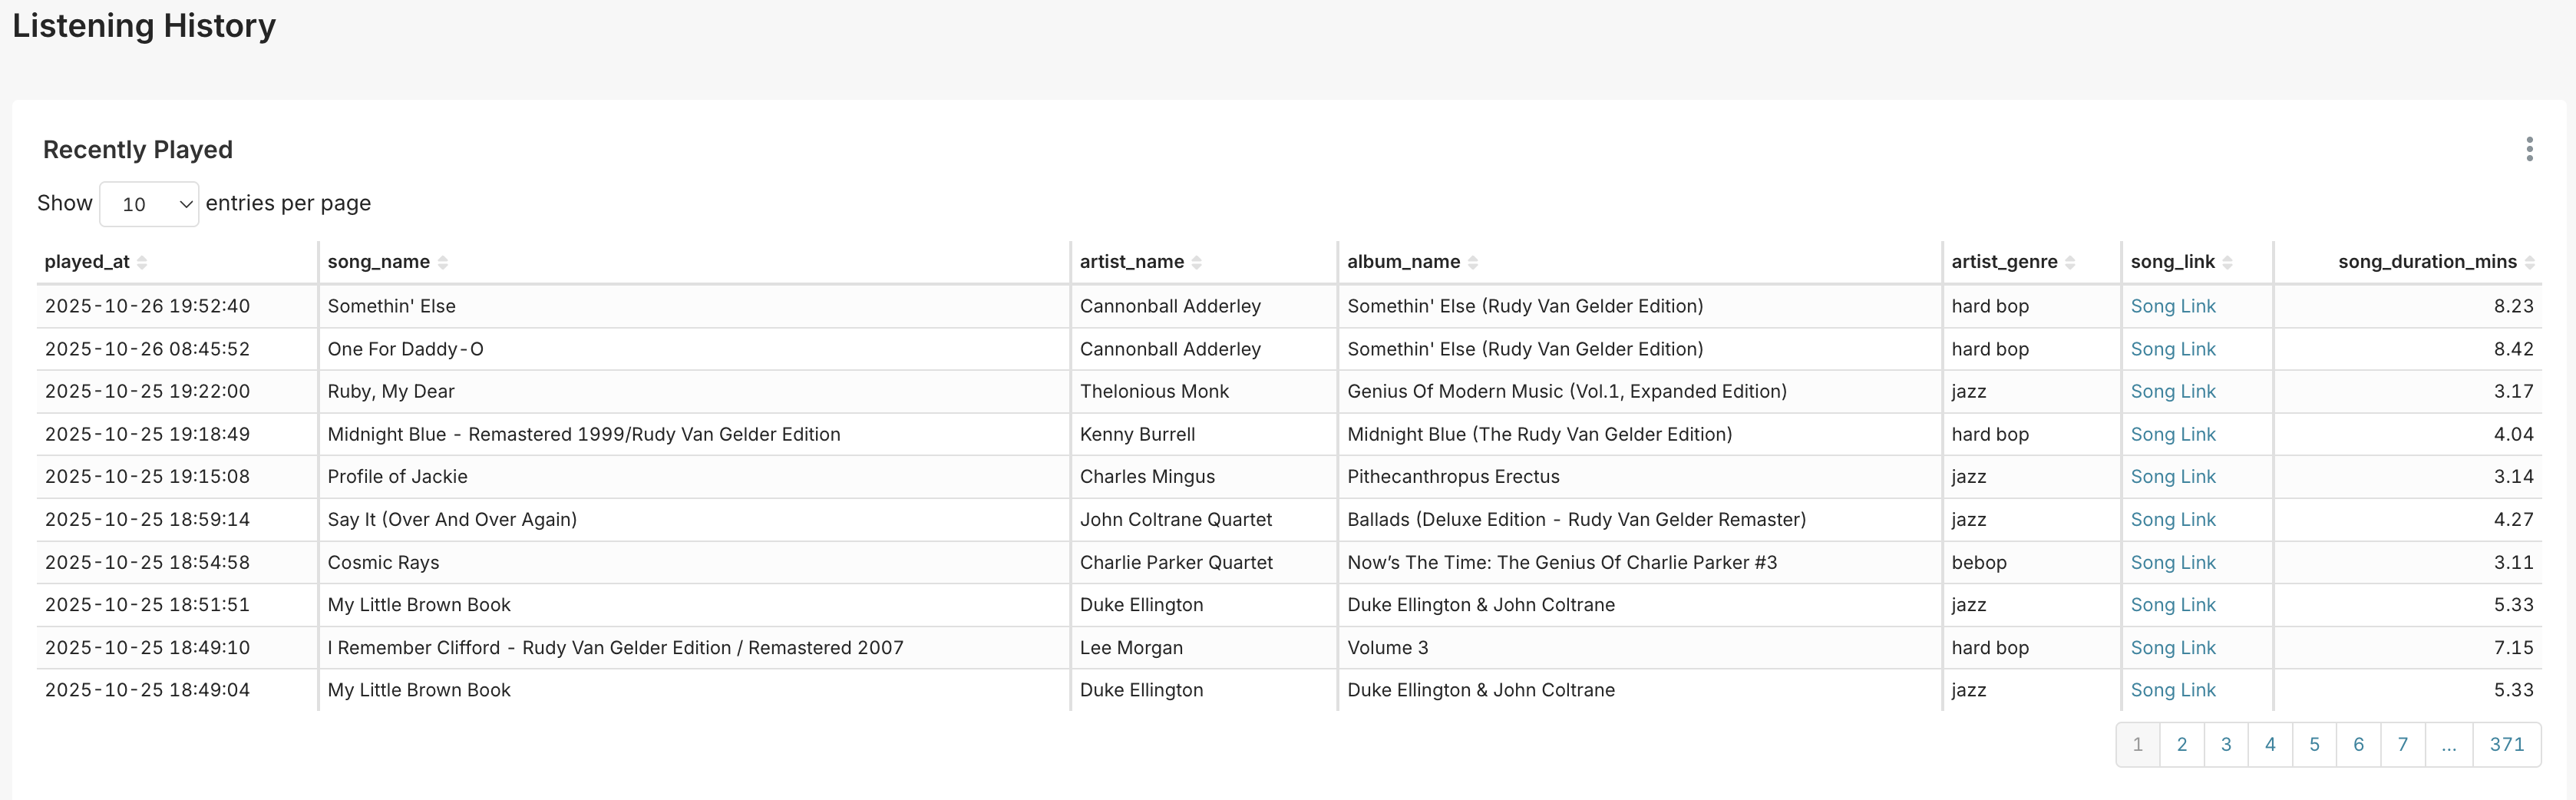 Listening History
Recently Played
Show 10 entries per page
played_at song_name artist_name album_name artist_genre song_link song_duration_mins
2025-10-26 19:52:40 Somethin' Else Cannonball Adderley Somethin' Else (Rudy Van Gelder Edition) hard bop Song Link 8.23
2025-10-26 08:45:52 One For Daddy-O Cannonball Adderley Somethin' Else (Rudy Van Gelder Edition) hard bop Song Link 8.42
2025-10-25 19:22:00 Ruby, My Dear Thelonious Monk Genius Of Modern Music (Vol.1, Expanded Edition) jazz Song Link 3.17
2025-10-25 19:18:49 Midnight Blue - Remastered 1999/Rudy Van Gelder Edition Kenny Burrell Midnight Blue (The Rudy Van Gelder Edition) hard bop Song Link 4.04
2025-10-25 19:15:08 Profile of Jackie Charles Mingus Pithecanthropus Erectus jazz Song Link 3.14
2025-10-25 18:59:14 Say It (Over And Over Again) John Coltrane Quartet Ballads (Deluxe Edition - Rudy Van Gelder Remaster) jazz Song Link 4.27
2025-10-25 18:54:58 Cosmic Rays Charlie Parker Quartet Now’s The Time: The Genius Of Charlie Parker #3 bebop Song Link 3.11
2025-10-25 18:51:51 My Little Brown Book Duke Ellington Duke Ellington & John Coltrane jazz Song Link 5.33
2025-10-25 18:49:10 I Remember Clifford - Rudy Van Gelder Edition / Remastered 2007 Lee Morgan Volume 3 hard bop Song Link 7.15
2025-10-25 18:49:04 My Little Brown Book Duke Ellington Duke Ellington & John Coltrane jazz Song Link 5.33
1 2 3 4 5 6 7 ... 371